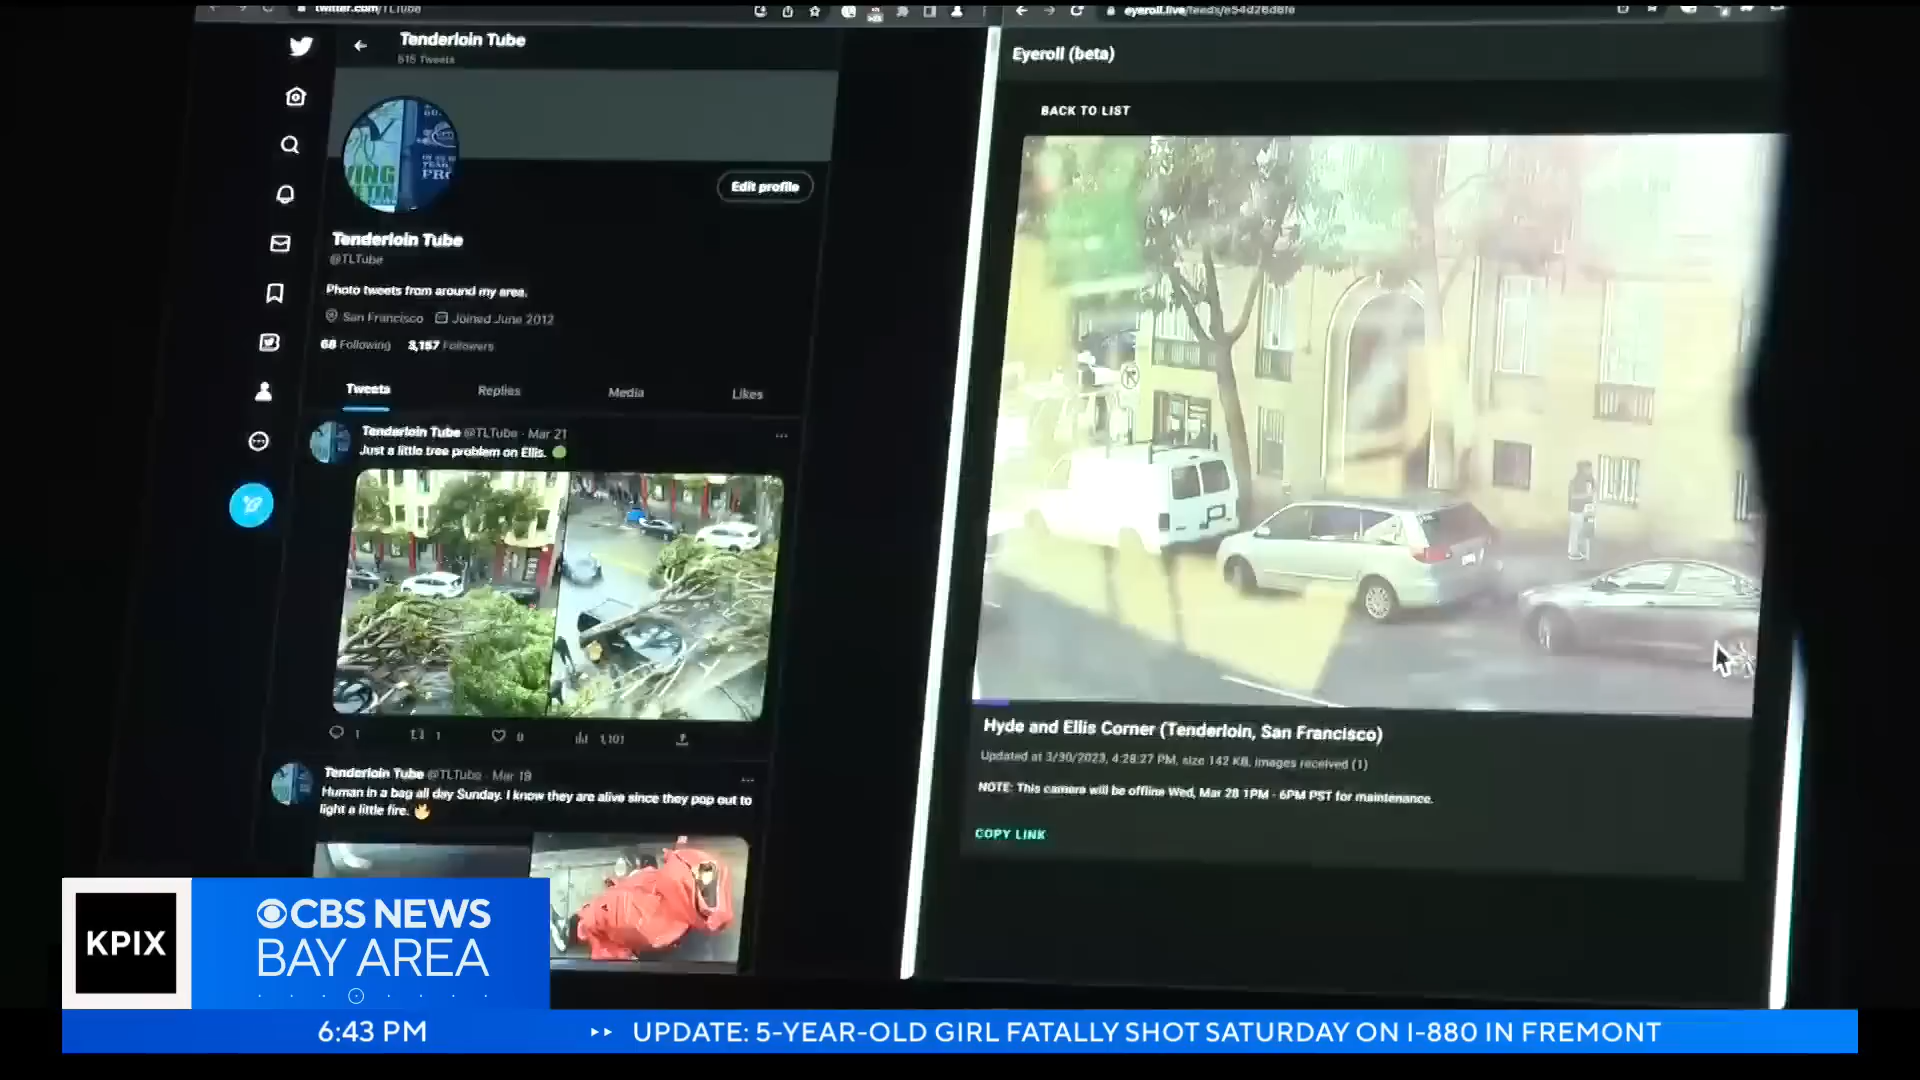 twitter.com/TLTube
Tenderloin Tube
515 Tweets
Edit profile
Tenderloin Tube
@TLTube
Photo tweets from around my area.
San Francisco Joined June 2012
68 Following 3,157 Followers
Tweets Replies Media Likes
Tenderloin Tube @TLTube · Mar 21
Just a little tree problem on Ellis.
1 1 0 1,101
Tenderloin Tube @TLTube · Mar 19
Human in a bag all day Sunday. I know they are alive since they pop out to
light a little fire. 🔥
Eyeroll (beta)
BACK TO LIST
Hyde and Ellis Corner (Tenderloin, San Francisco)
Updated at 3/30/2023, 4:28:27 PM, size 142 KB, images received (1)
NOTE: This camera will be offline Wed, Mar 28 1PM - 6PM PST for maintenance.
COPY LINK
KPIX
CBS NEWS
BAY AREA
6:43 PM
UPDATE: 5-YEAR-OLD GIRL FATALLY SHOT SATURDAY ON I-880 IN FREMONT